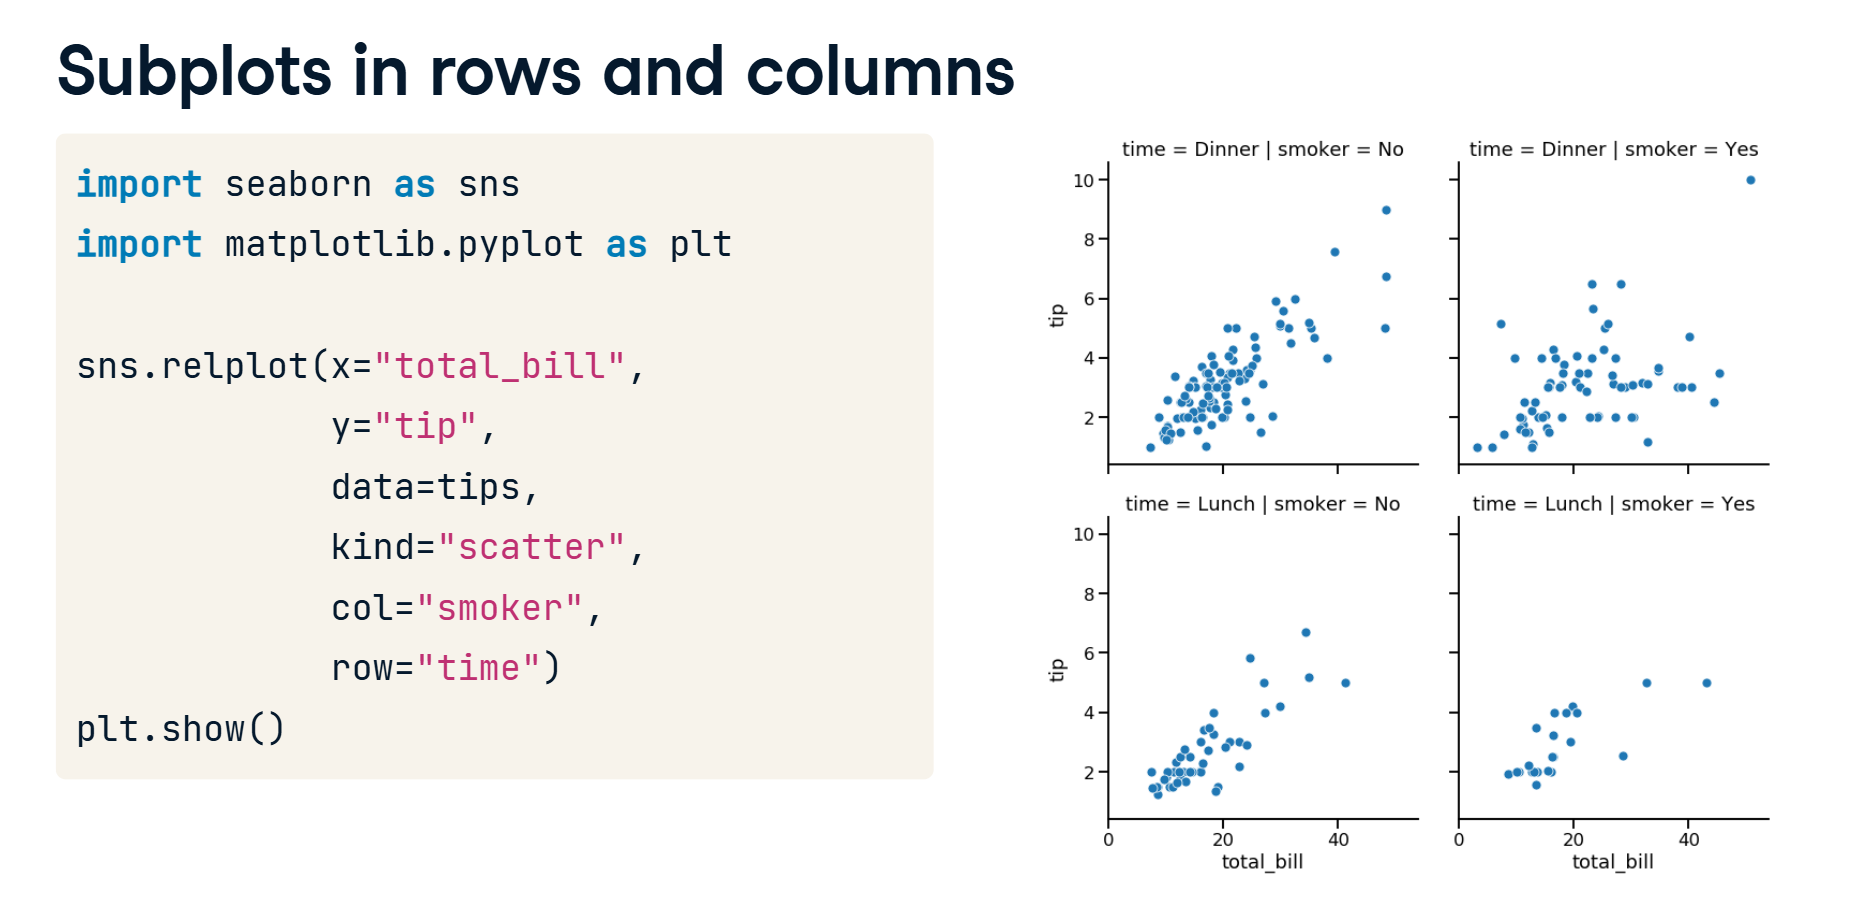 Subplots in rows and columns
import seaborn as sns
import matplotlib.pyplot as plt
sns.relplot(x="total_bill",
            y="tip",
            data=tips,
            kind="scatter",
            col="smoker",
            row="time")
plt.show()
time = Dinner | smoker = No
time = Dinner | smoker = Yes
10
8
6
4
2
tip
time = Lunch | smoker = No
time = Lunch | smoker = Yes
10
8
6
4
2
tip
0 20 40
0 20 40
total_bill
total_bill